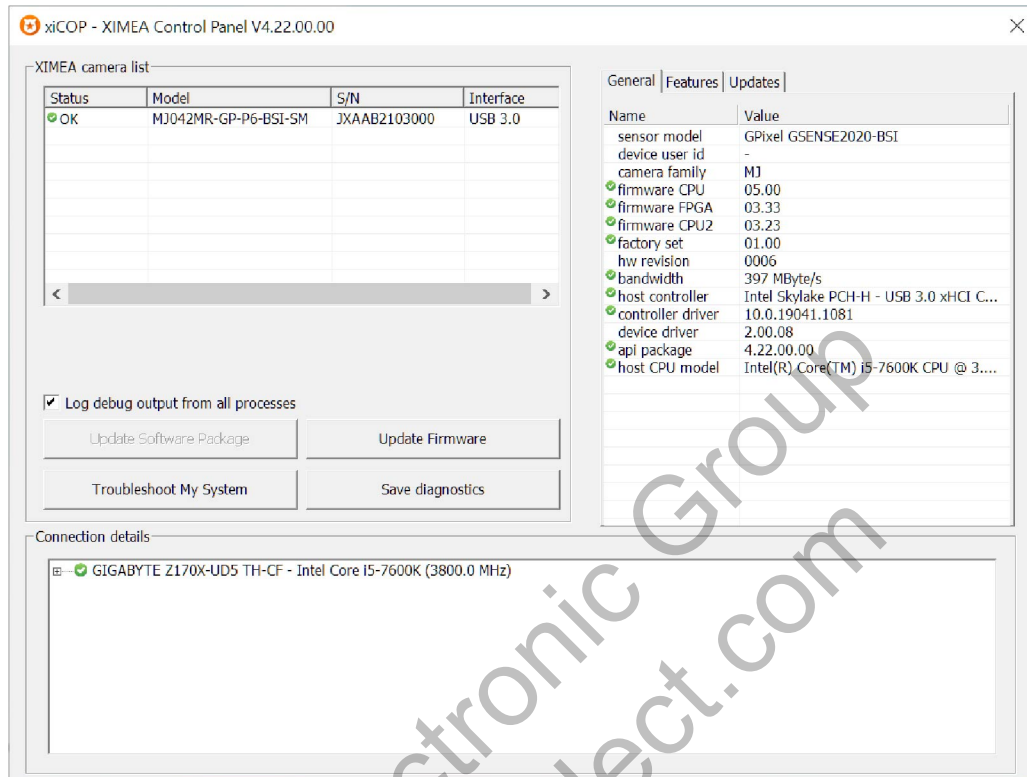 xiCOP - XIMEA Control Panel V4.22.00.00
XIMEA camera list
Status Model S/N Interface
OK MJ042MR-GP-P6-BSI-SM JXAAB2103000 USB 3.0
Log debug output from all processes
Update Software Package Update Firmware
Troubleshoot My System Save diagnostics
General Features Updates
Name Value
sensor model GPixel GSENSE2020-BSI
device user id -
camera family MJ
firmware CPU 05.00
firmware FPGA 03.33
firmware CPU2 03.23
factory set 01.00
hw revision 0006
bandwidth 397 MByte/s
host controller Intel Skylake PCH-H - USB 3.0 xHCI C...
controller driver 10.0.19041.1081
device driver 2.00.08
api package 4.22.00.00
host CPU model Intel(R) Core(TM) i5-7600K CPU @ 3....
Connection details
GIGABYTE Z170X-UD5 TH-CF - Intel Core i5-7600K (3800.0 MHz)
ctronic Group
ect.com